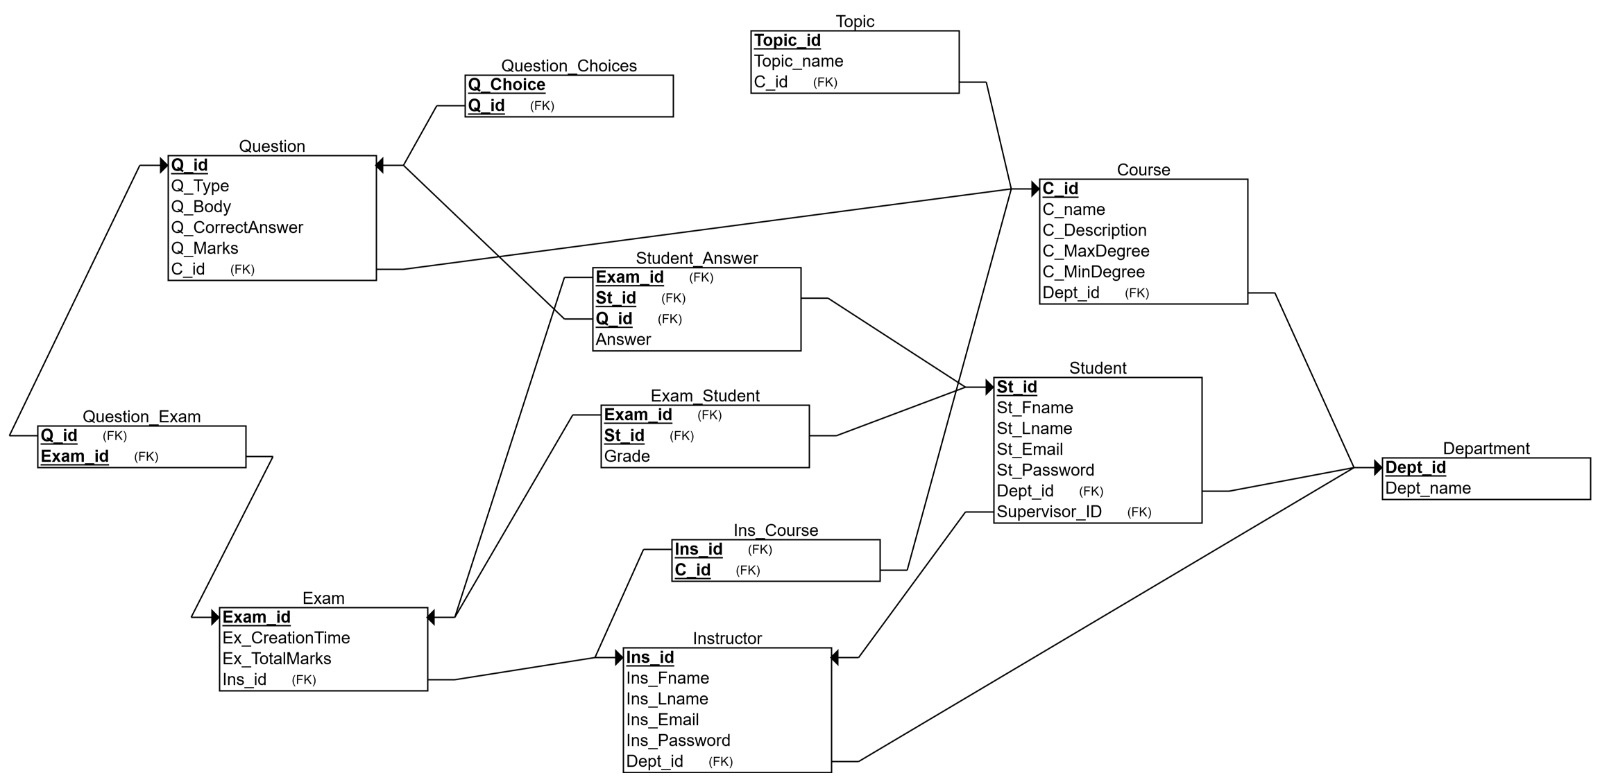 Topic
Topic_id
Topic_name
C_id (FK)
Question_Choices
Q_Choice
Q_id (FK)
Question
Q_id
Q_Type
Q_Body
Q_CorrectAnswer
Q_Marks
C_id (FK)
Course
C_id
C_name
C_Description
C_MaxDegree
C_MinDegree
Dept_id (FK)
Student_Answer
Exam_id (FK)
St_id (FK)
Q_id (FK)
Answer
Student
St_id
St_Fname
St_Lname
St_Email
St_Password
Dept_id (FK)
Supervisor_ID (FK)
Exam_Student
Exam_id (FK)
St_id (FK)
Grade
Question_Exam
Q_id (FK)
Exam_id (FK)
Department
Dept_id
Dept_name
Ins_Course
Ins_id (FK)
C_id (FK)
Exam
Exam_id
Ex_CreationTime
Ex_TotalMarks
Ins_id (FK)
Instructor
Ins_id
Ins_Fname
Ins_Lname
Ins_Email
Ins_Password
Dept_id (FK)